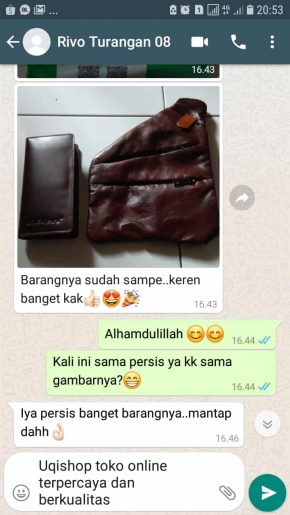 20:53
Rivo Turangan 08
16.43
Barangnya sudah sampe..keren
banget kak👍🏻😍🎉
16.43
Alhamdulillah 😊😊
16.44
Kali ini sama persis ya kk sama
gambarnya?😁
16.44
Iya persis banget barangnya..mantap
dahh👌🏻
16.46
Uqishop toko online
terpercaya dan
berkualitas